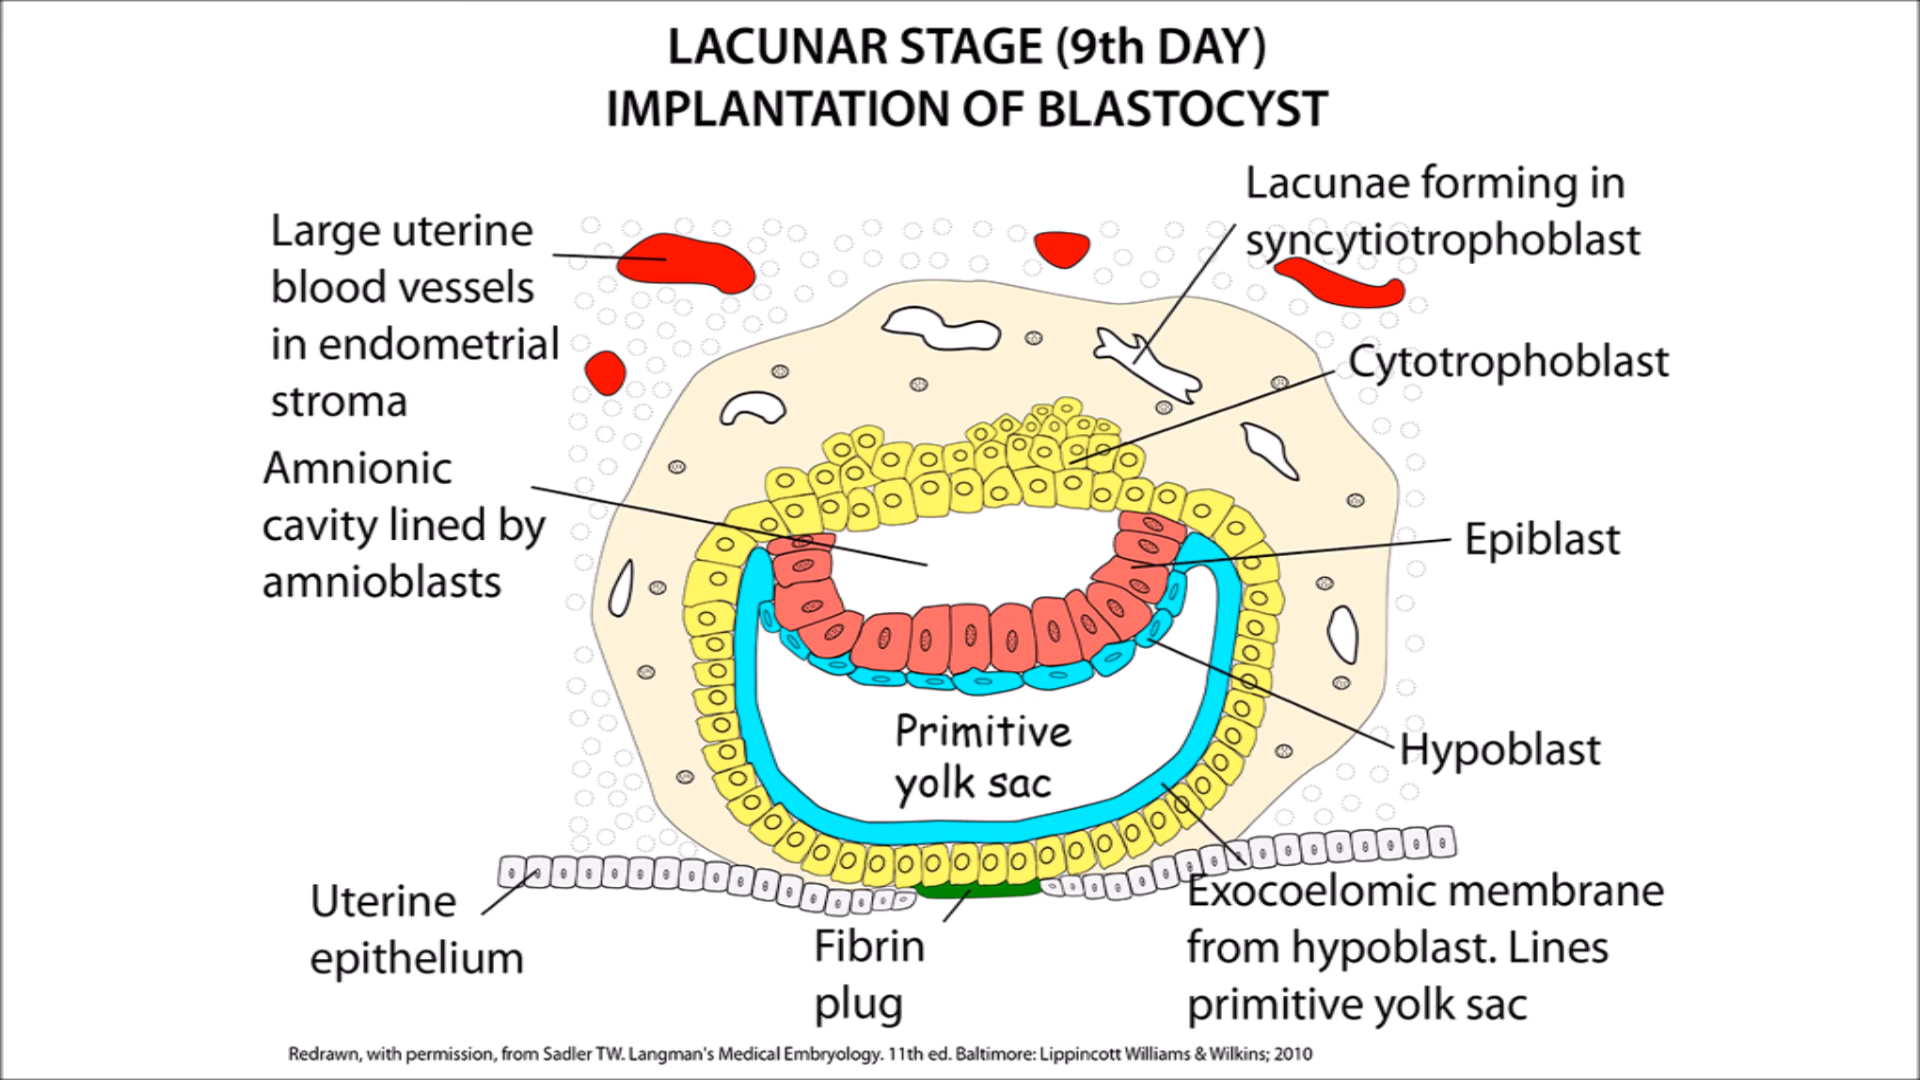 LACUNAR STAGE (9th DAY)
IMPLANTATION OF BLASTOCYST
Lacunae forming in
syncytiotrophoblast
Large uterine
blood vessels
in endometrial
stroma
Cytotrophoblast
Amnionic
cavity lined by
amnioblasts
Epiblast
Primitive
yolk sac
Hypoblast
Uterine
epithelium
Fibrin
plug
Exocoelomic membrane
from hypoblast. Lines
primitive yolk sac
Redrawn, with permission, from Sadler TW. Langman's Medical Embryology. 11th ed. Baltimore: Lippincott Williams & Wilkins; 2010